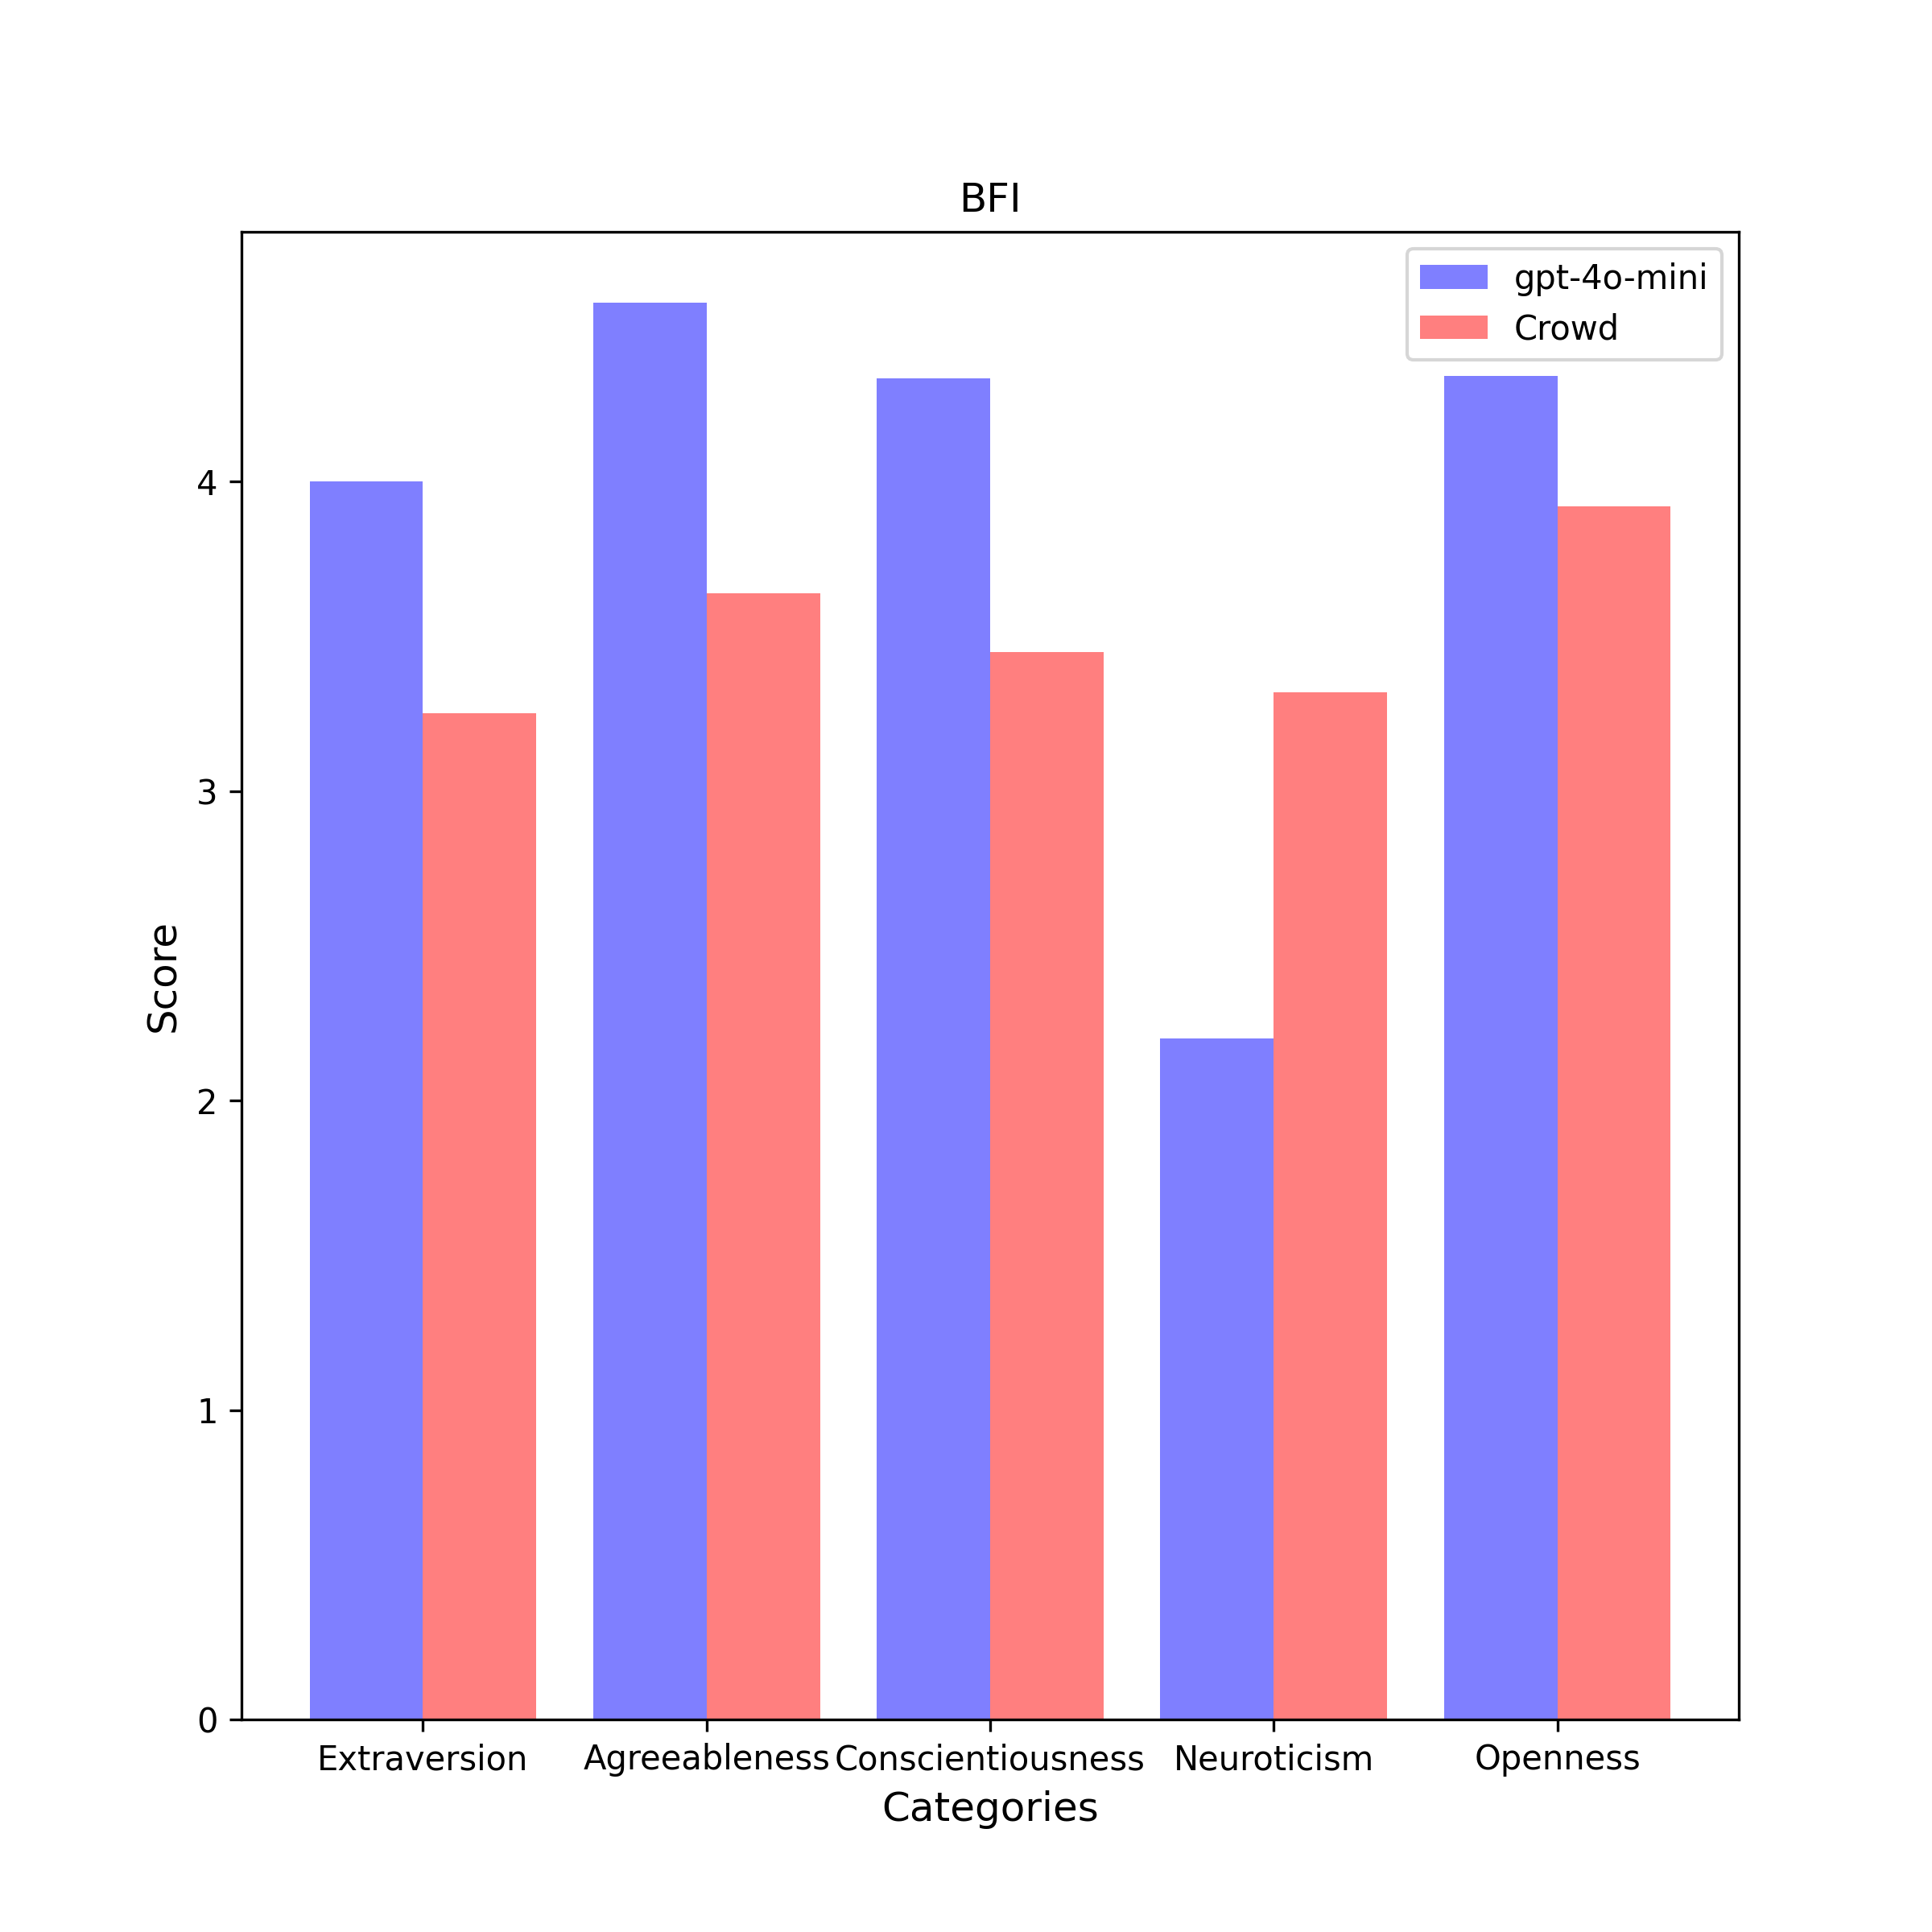 BFI
gpt-4o-mini
Crowd
4
3
2
1
0
Score
Extraversion Agreeableness Conscientiousness Neuroticism Openness
Categories